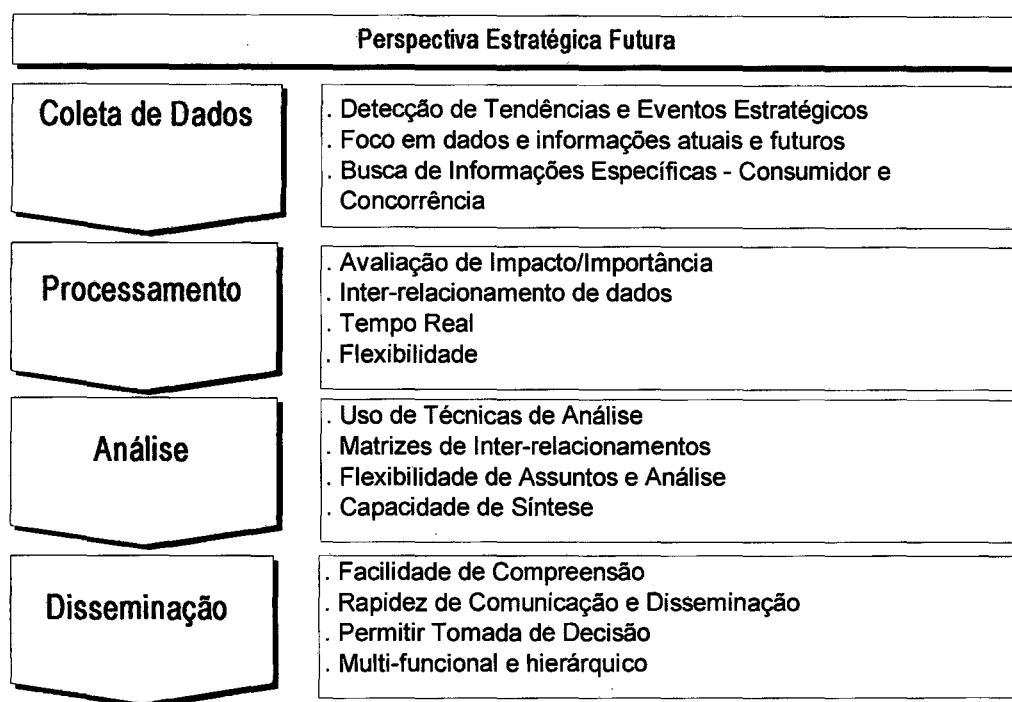 Perspectiva Estratégica Futura
Coleta de Dados
. Detecção de Tendências e Eventos Estratégicos
. Foco em dados e informações atuais e futuros
. Busca de Informações Específicas - Consumidor e
Concorrência
Processamento
. Avaliação de Impacto/Importância
. Inter-relacionamento de dados
. Tempo Real
. Flexibilidade
Análise
. Uso de Técnicas de Análise
. Matrizes de Inter-relacionamentos
. Flexibilidade de Assuntos e Análise
. Capacidade de Síntese
Disseminação
. Facilidade de Compreensão
. Rapidez de Comunicação e Disseminação
. Permitir Tomada de Decisão
. Multi-funcional e hierárquico